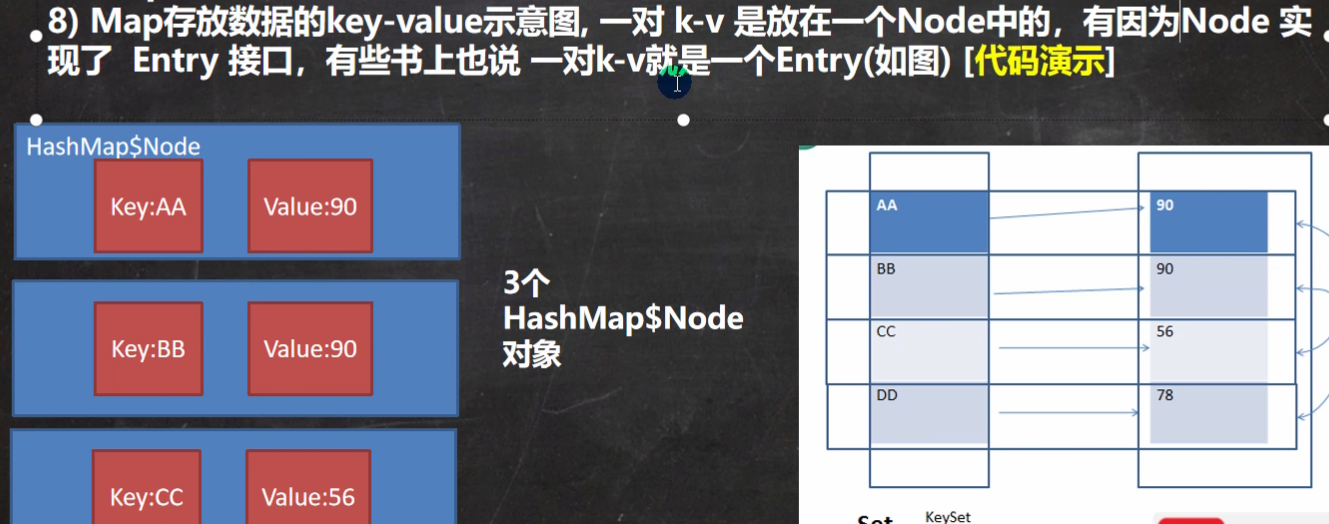 8) Map存放数据的key-value示意图, 一对 k-v 是放在一个Node中的，有因为Node 实
现了 Entry 接口，有些书上也说 一对k-v就是一个Entry(如图) [代码演示]
HashMap$Node
Key:AA Value:90
Key:BB Value:90
Key:CC Value:56
3个
HashMap$Node
对象
AA 90
BB 90
CC 56
DD 78
Set KeySet